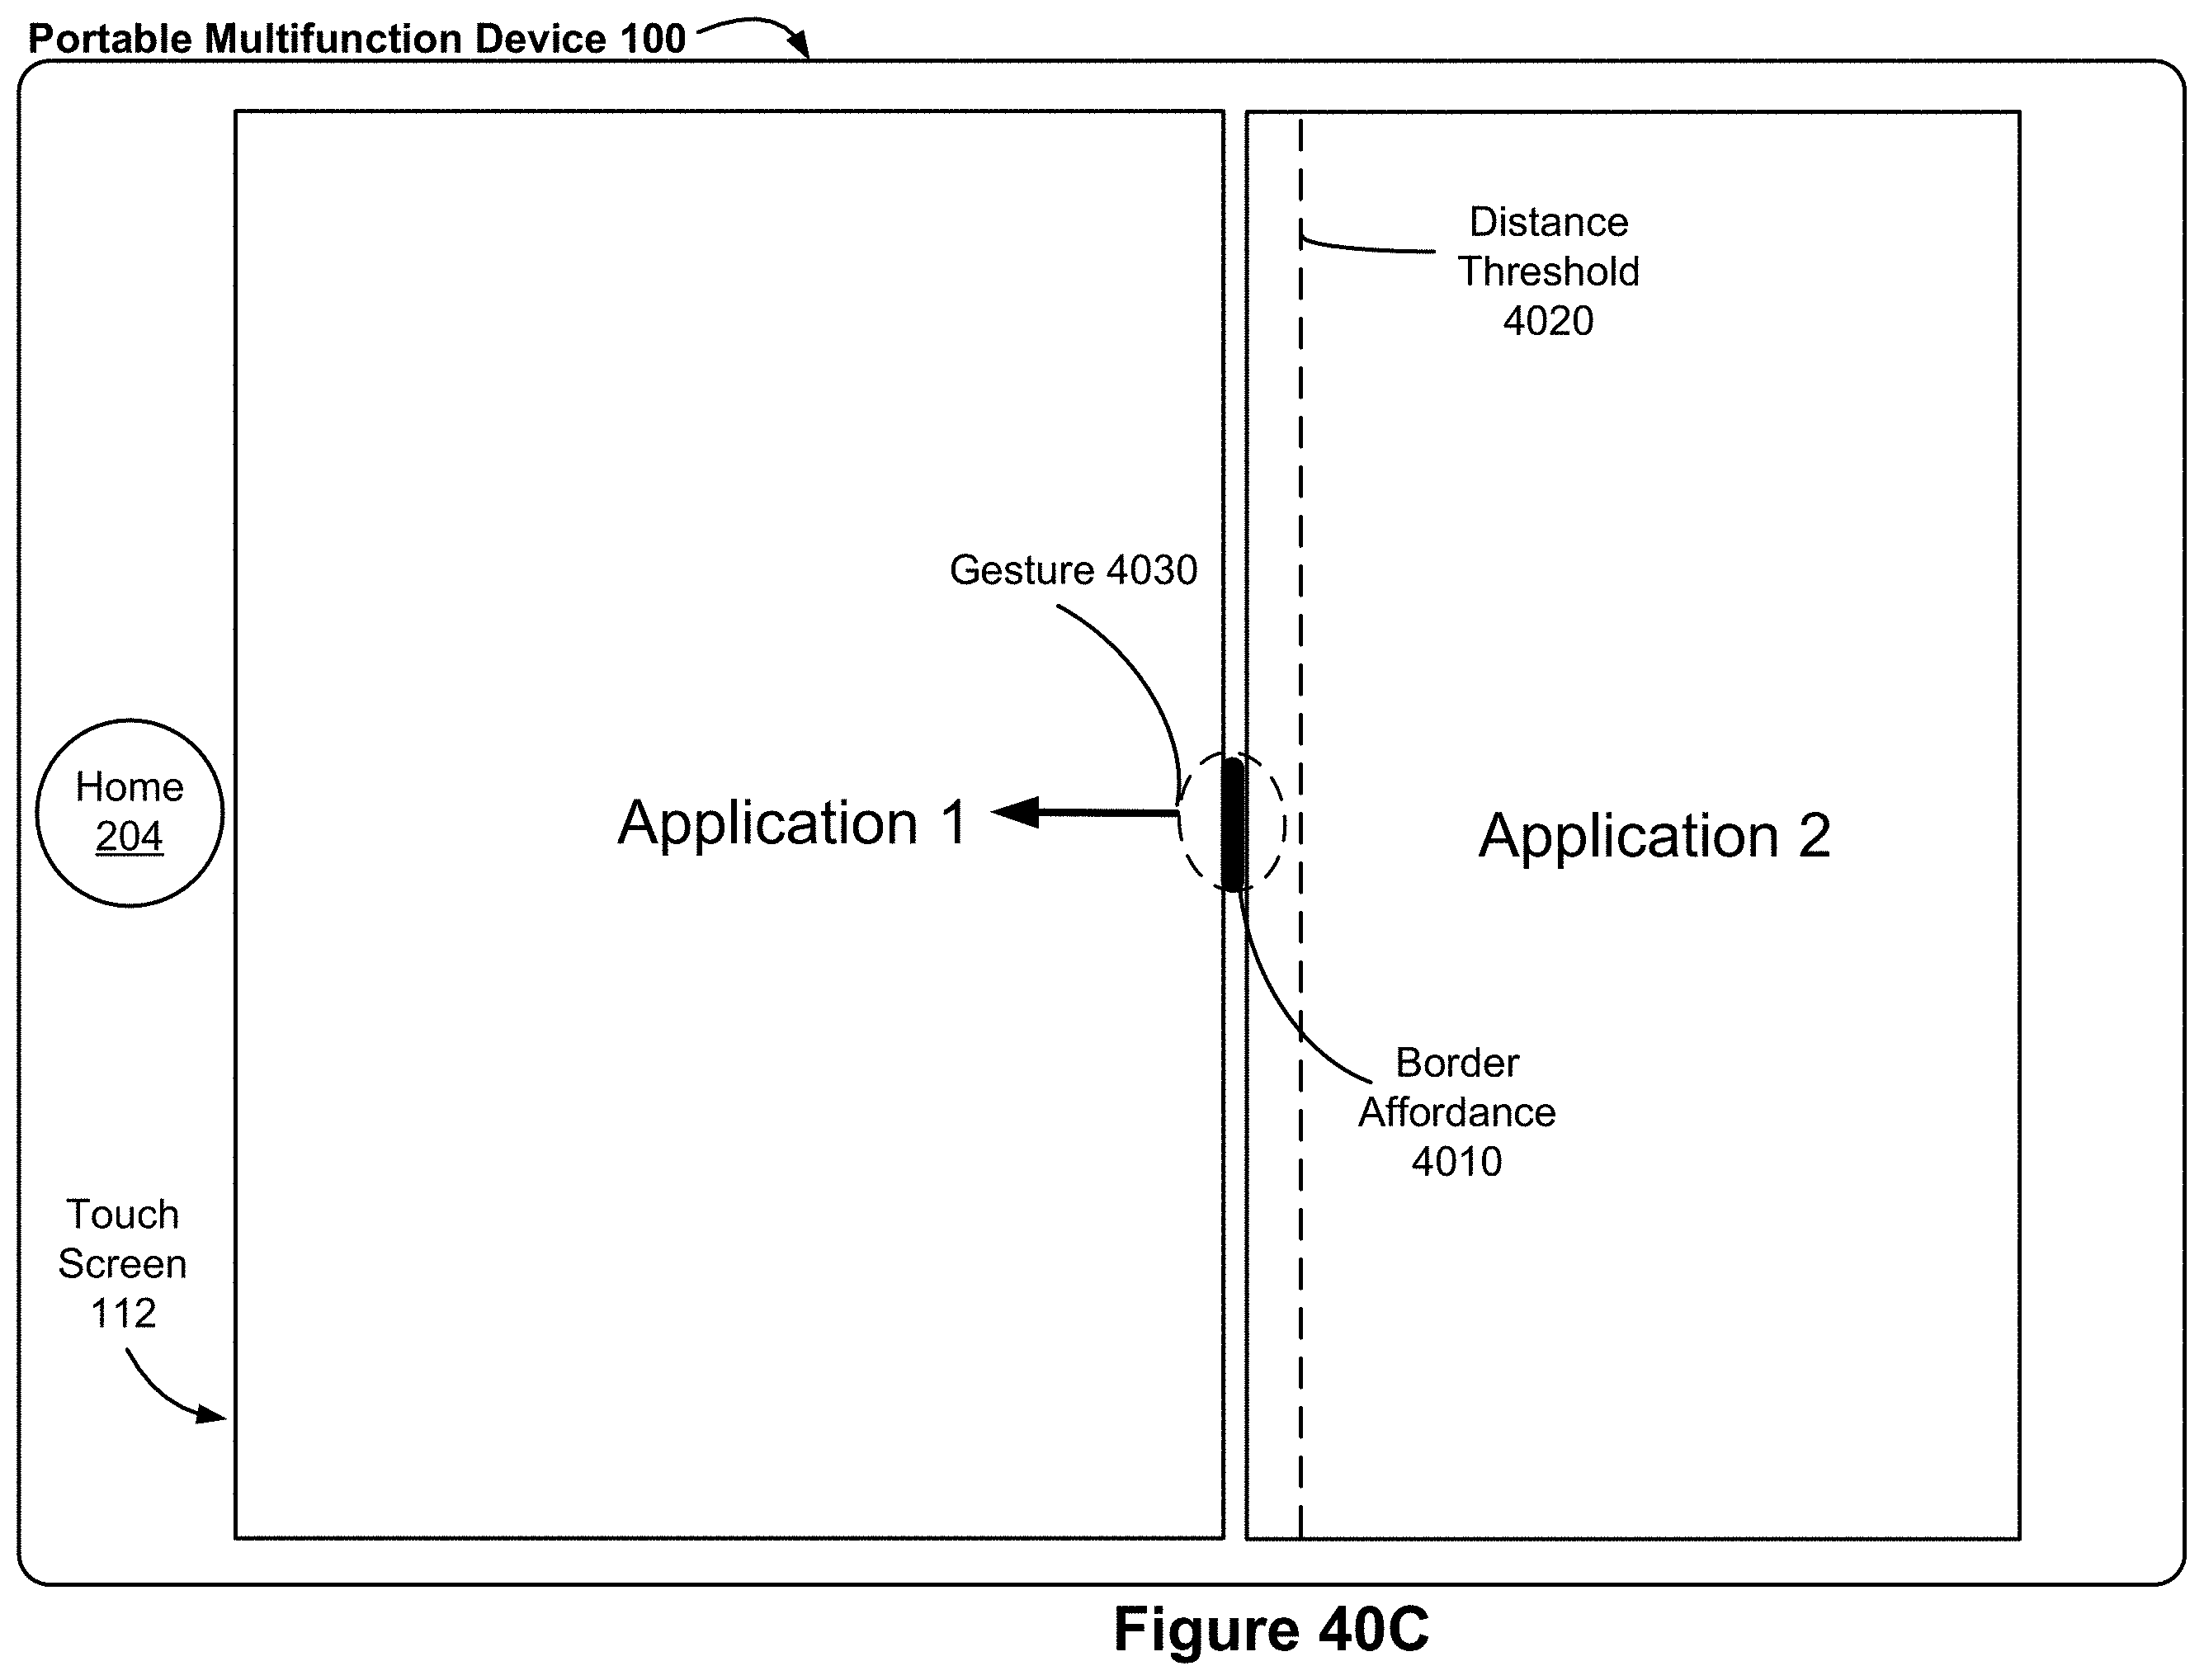 Portable Multifunction Device 100
Distance
Threshold
4020
Gesture 4030
Home
204
Application 1
Application 2
Border
Affordance
4010
Touch
Screen
112
Figure 40C